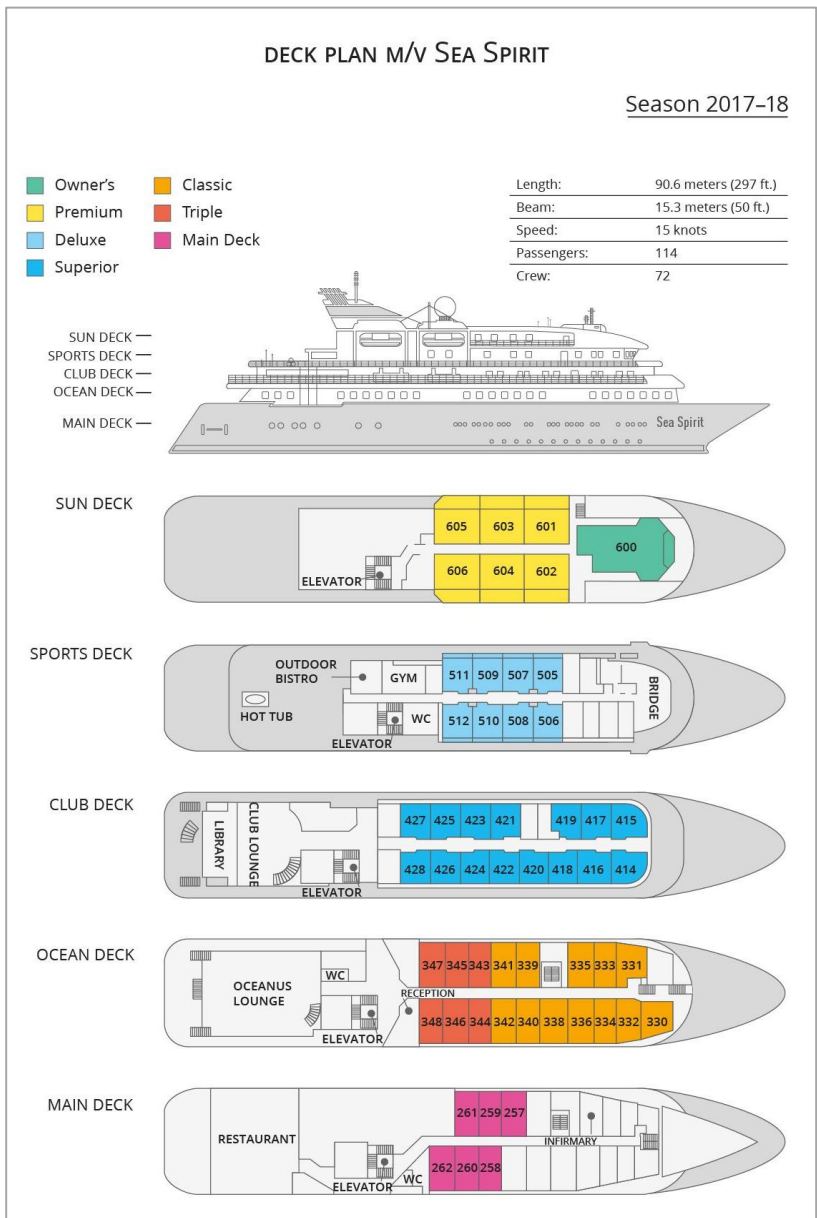 DECK PLAN M/V SEA SPIRIT
Season 2017–18
Owner's
Classic
Premium
Triple
Deluxe
Main Deck
Superior
Length: 90.6 meters (297 ft.)
Beam: 15.3 meters (50 ft.)
Speed: 15 knots
Passengers: 114
Crew: 72
SUN DECK
SPORTS DECK
CLUB DECK
OCEAN DECK
MAIN DECK
Sea Spirit
SUN DECK
605 603 601
600
606 604 602
ELEVATOR
SPORTS DECK
OUTDOOR
BISTRO
GYM
511 509 507 505
BRIDGE
HOT TUB
WC
512 510 508 506
ELEVATOR
CLUB DECK
LIBRARY
CLUB LOUNGE
427 425 423 421 419 417 415
428 426 424 422 420 418 416 414
ELEVATOR
OCEAN DECK
347 345 343 341 339 335 333 331
WC
OCEANUS
LOUNGE
RECEPTION
348 346 344 342 340 338 336 334 332 330
ELEVATOR
MAIN DECK
261 259 257
RESTAURANT
INFIRMARY
262 260 258
WC
ELEVATOR